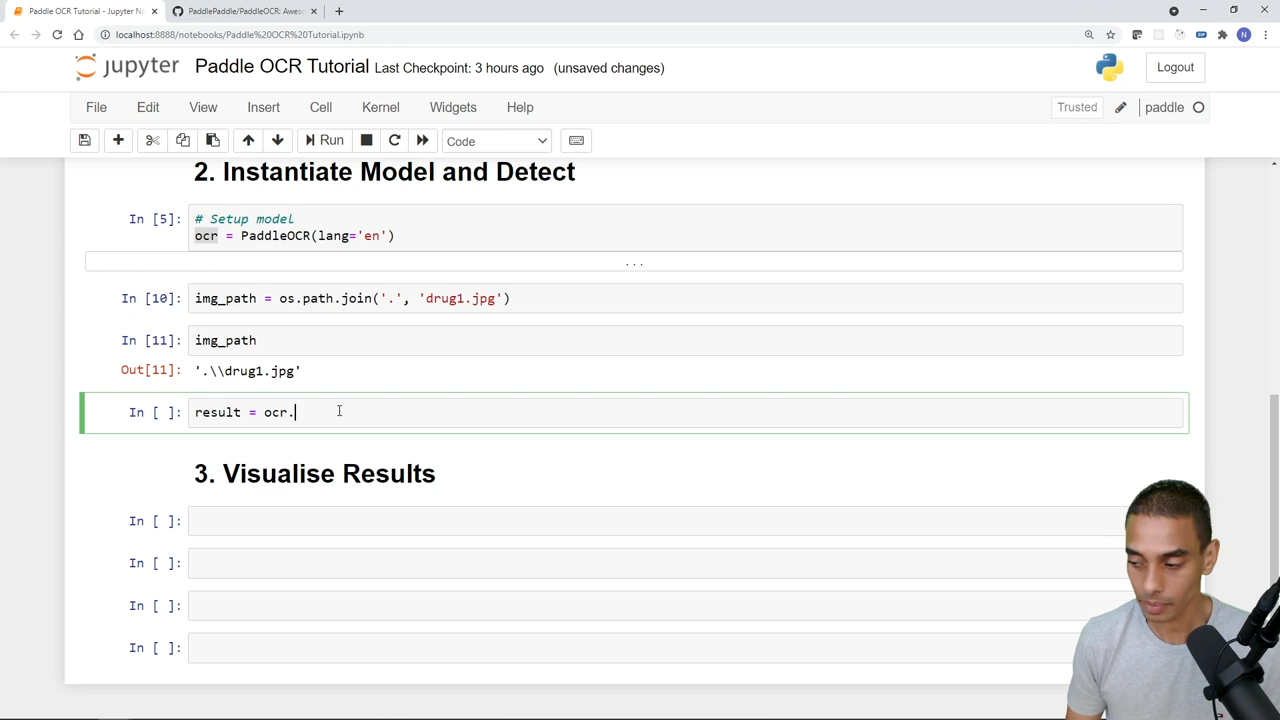 Paddle OCR Tutorial - Jupyter No
PaddlePaddle/PaddleOCR: Awes
localhost:8888/notebooks/Paddle%20OCR%20Tutorial.ipynb
jupyter Paddle OCR Tutorial Last Checkpoint: 3 hours ago (unsaved changes) Logout
File Edit View Insert Cell Kernel Widgets Help Trusted paddle
Run Code
2. Instantiate Model and Detect
In [5]: # Setup model
ocr = PaddleOCR(lang='en')
...
In [10]: img_path = os.path.join('.', 'drug1.jpg')
In [11]: img_path
Out[11]: '.\\drug1.jpg'
In [ ]: result = ocr.
3. Visualise Results
In [ ]:
In [ ]:
In [ ]:
In [ ]: